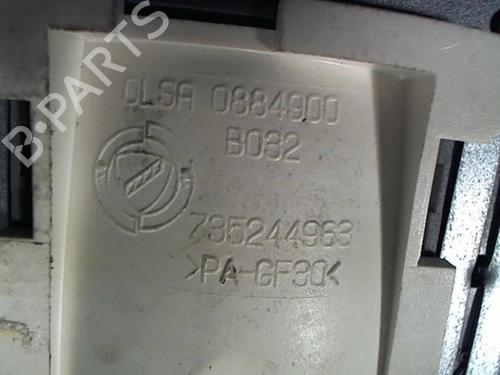 B-PARTS
OLSA 0884900
B032
735244963
>PA-GF30<